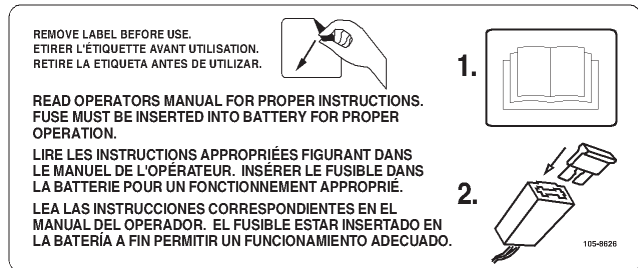 REMOVE LABEL BEFORE USE.
ETIRER L'ÉTIQUETTE AVANT UTILISATION.
RETIRE LA ETIQUETA ANTES DE UTILIZAR.
READ OPERATORS MANUAL FOR PROPER INSTRUCTIONS.
FUSE MUST BE INSERTED INTO BATTERY FOR PROPER
OPERATION.
LIRE LES INSTRUCTIONS APPROPRIÉES FIGURANT DANS
LE MANUEL DE L'OPÉRATEUR. INSÉRER LE FUSIBLE DANS
LA BATTERIE POUR UN FONCTIONNEMENT APPROPRIÉ.
LEA LAS INSTRUCCIONES CORRESPONDIENTES EN EL
MANUAL DEL OPERADOR. EL FUSIBLE ESTAR INSERTADO EN
LA BATERÍA A FIN PERMITIR UN FUNCIONAMIENTO ADECUADO.
1.
2.
105-8626